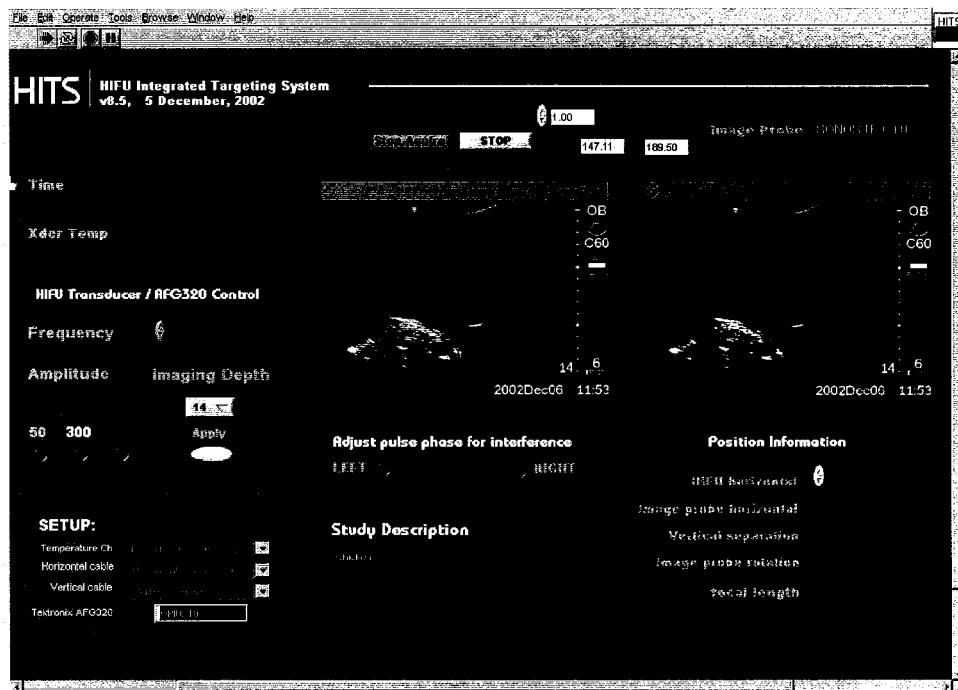 File Edit Operate Tools Browse Window Help
HITS
HITS HIFU Integrated Targeting System
v8.5, 5 December, 2002
1.00
STOP
147.11
189.50
Image Probe
Time
Xdcr Temp
OB
C60
OB
C60
HIFU Transducer / AFG320 Control
Frequency
Amplitude
Imaging Depth
14
6
14
6
2002Dec06 11:53
2002Dec06 11:53
14
50 300
Apply
Adjust pulse phase for interference
LEFT
RIGHT
Position Information
HIFU horizontal
Image probe horizontal
Vertical separation
Image probe rotation
Focal length
SETUP:
Study Description
Temperature Ch
Horizontal cable
Vertical cable
Tektronix AFG320